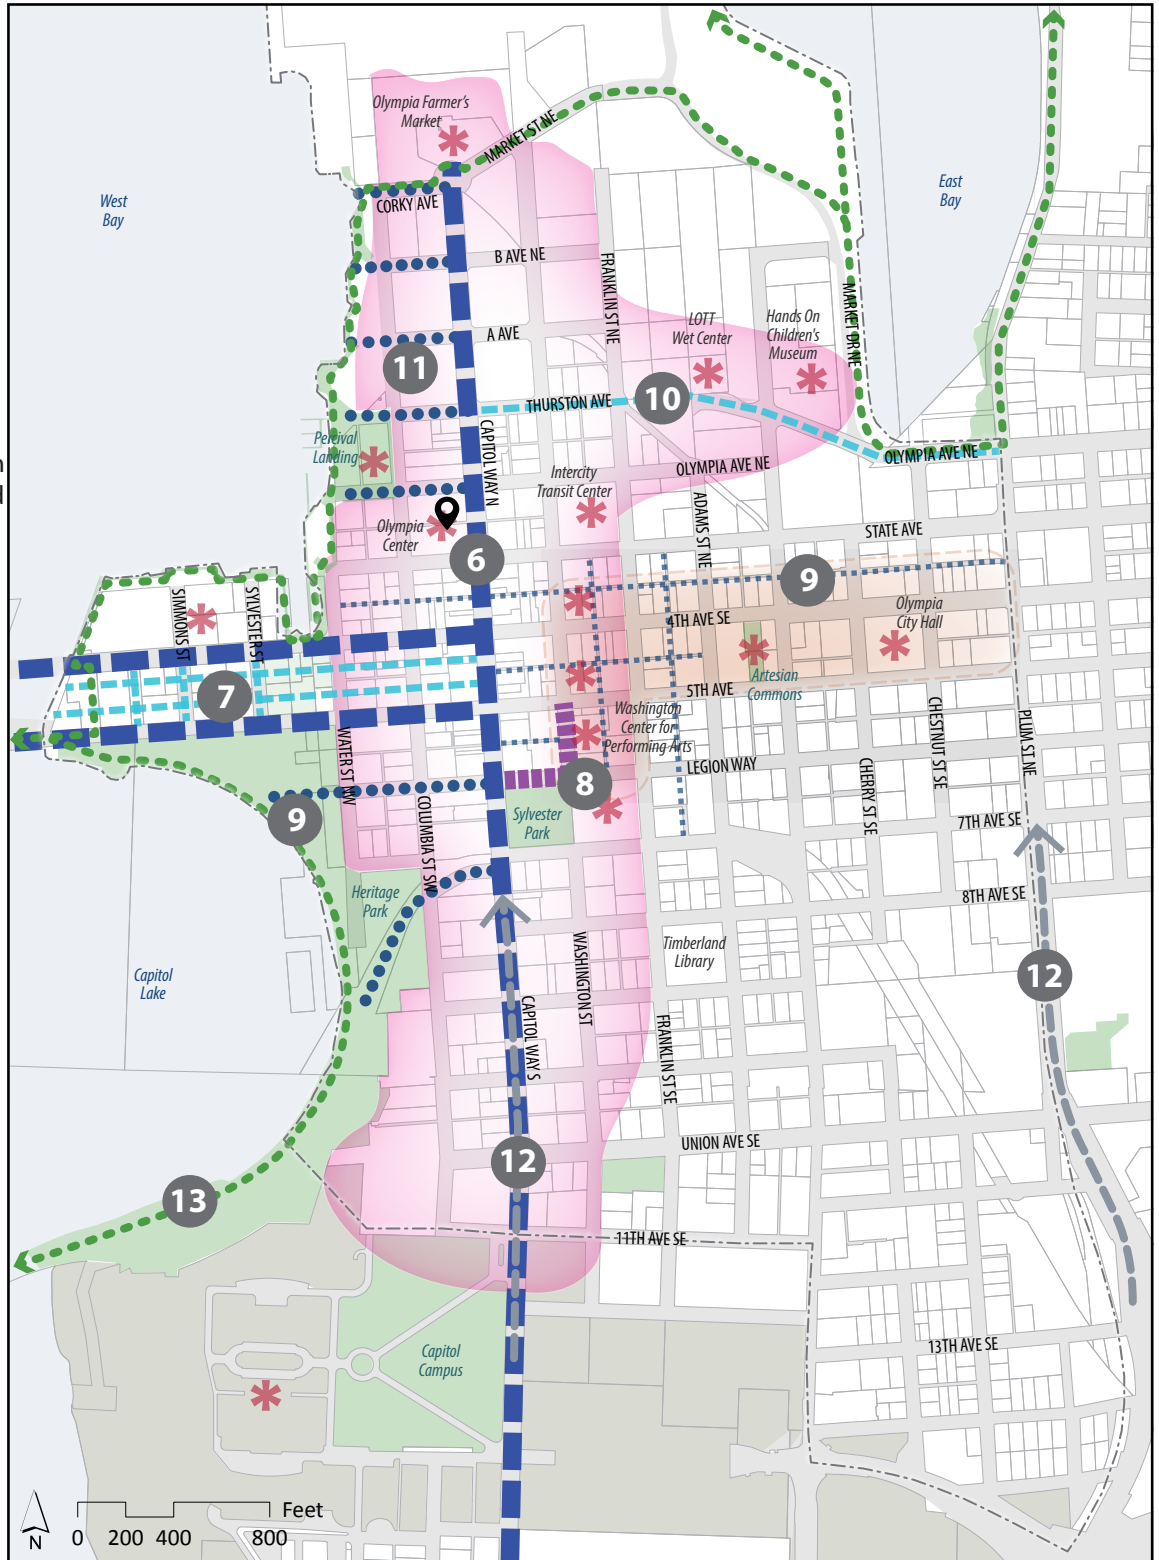 Olympia Farmer's
Market
MARKET ST NE
West
Bay
East
Bay
CORKY AVE
B AVE NE
FRANKLIN ST NE
MARKET DR NE
LOTT
Wet Center
Hands On
Children's
Museum
A AVE
11
10
THURSTON AVE
CAPITOL WAY N
Percival
Landing
OLYMPIA AVE NE
OLYMPIA AVE NE
Intercity
Transit Center
ADAMS ST NE
Olympia
Center
STATE AVE
6
9
SIMMONS ST
SYLVESTER ST
4TH AVE SE
Olympia
City Hall
7
5TH AVE
Artesian
Commons
Washington
Center for
Performing Arts
WATER ST NW
CHESTNUT ST SE
PLUM ST NE
LEGION WAY
CHERRY ST SE
8
9
COLUMBIA ST SW
Sylvester
Park
7TH AVE SE
Heritage
Park
8TH AVE SE
Timberland
Library
WASHINGTON ST
Capitol
Lake
12
CAPITOL WAY S
FRANKLIN ST SE
UNION AVE SE
12
13
11TH AVE SE
Capitol
Campus
13TH AVE SE
N
Feet
0 200 400 800